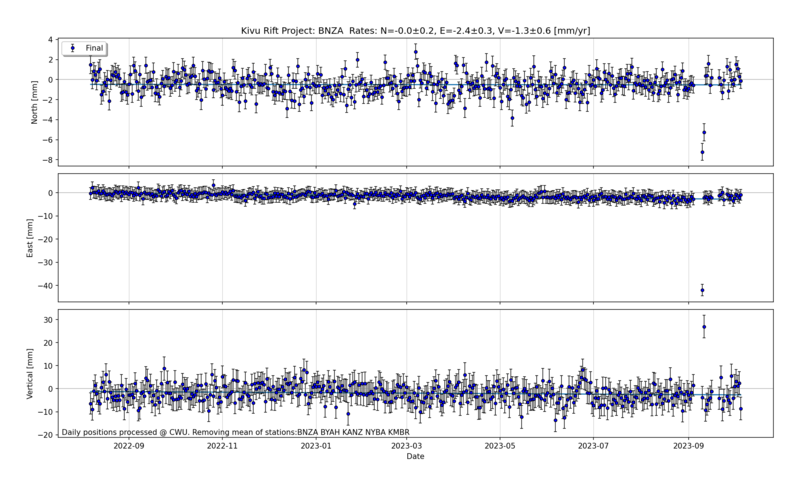 Kivu Rift Project: BNZA  Rates: N=-0.0±0.2, E=-2.4±0.3, V=-1.3±0.6 [mm/yr]
Final
4
2
0
−2
−4
−6
−8
North [mm]
0
−10
−20
−30
−40
East [mm]
30
20
10
0
−10
−20
Vertical [mm]
Daily positions processed @ CWU. Removing mean of stations:BNZA BYAH KANZ NYBA KMBR
2022-09 2022-11 2023-01 2023-03 2023-05 2023-07 2023-09
Date